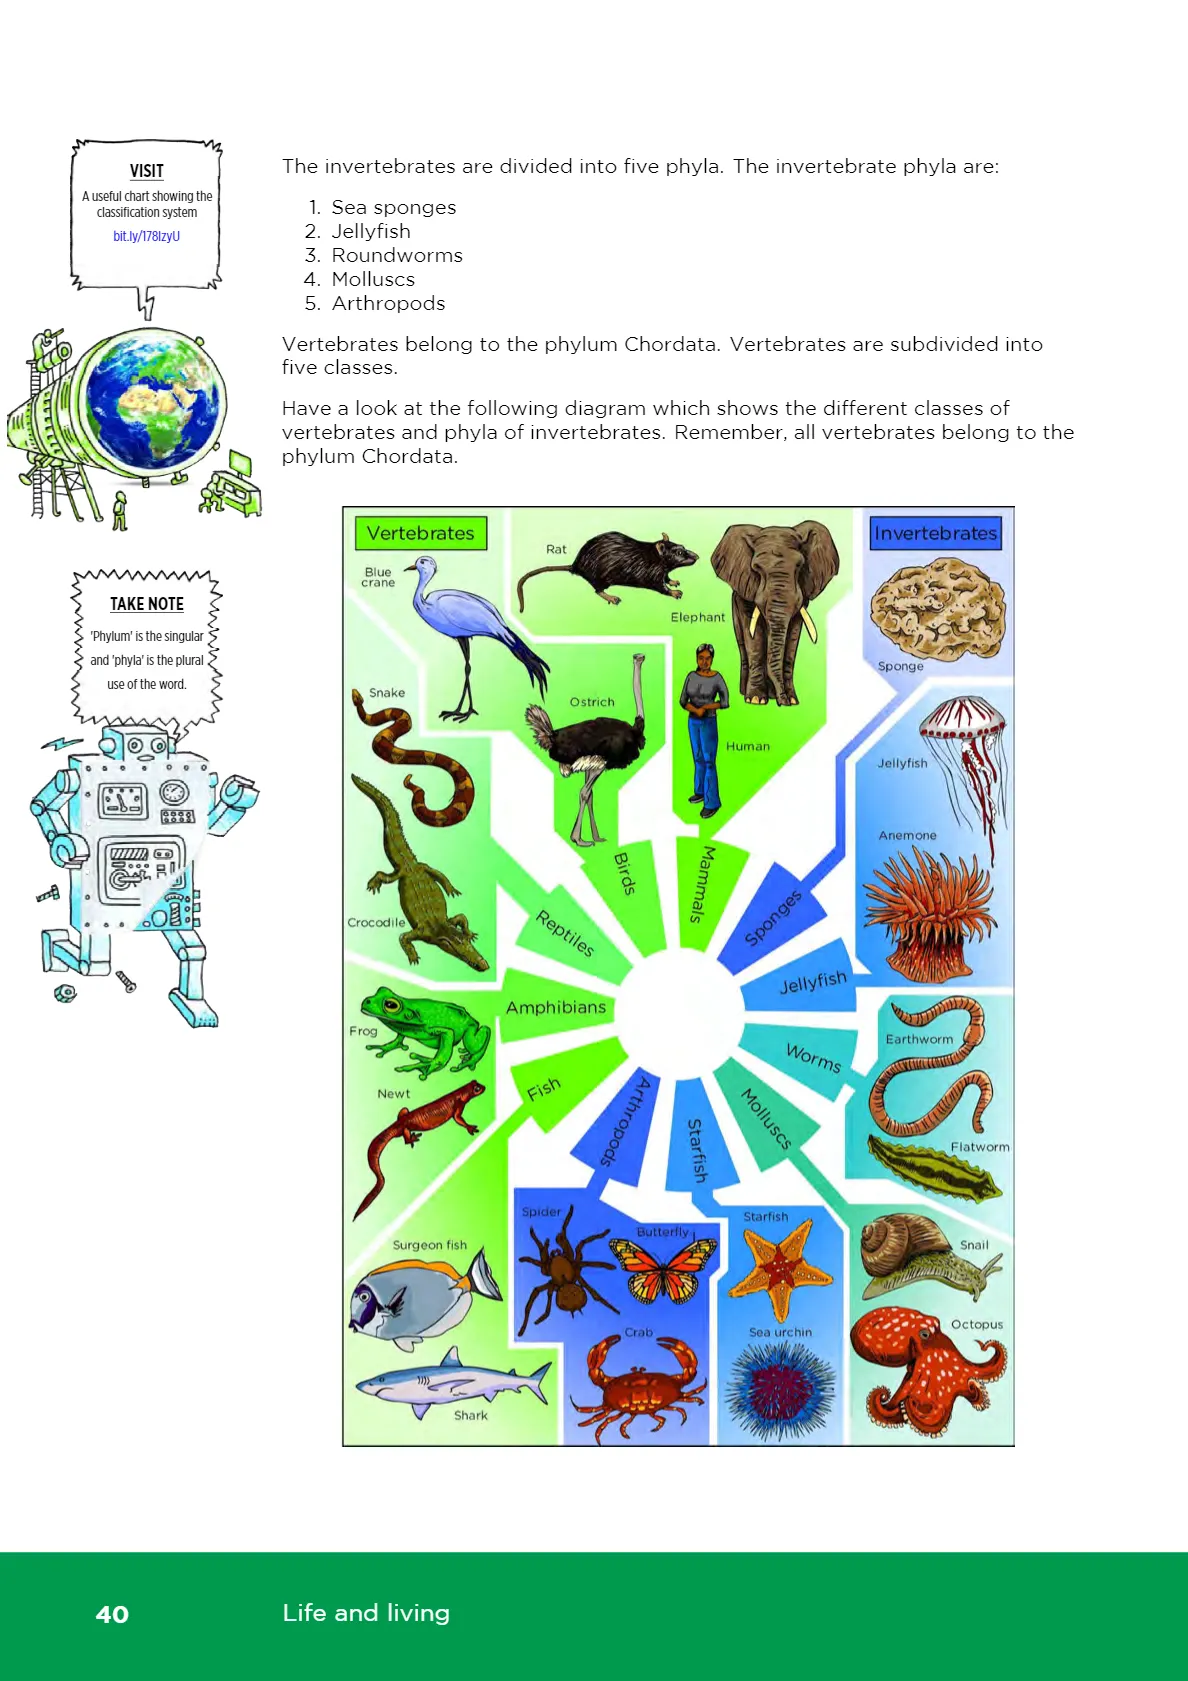 VISIT
A useful chart showing the
classification system
bit.ly/178IzyU
The invertebrates are divided into five phyla. The invertebrate phyla are:
1. Sea sponges
2. Jellyfish
3. Roundworms
4. Molluscs
5. Arthropods
Vertebrates belong to the phylum Chordata. Vertebrates are subdivided into
five classes.
Have a look at the following diagram which shows the different classes of
vertebrates and phyla of invertebrates. Remember, all vertebrates belong to the
phylum Chordata.
TAKE NOTE
'Phylum' is the singular
and 'phyla' is the plural
use of the word.
Vertebrates
Invertebrates
Blue
crane
Rat
Elephant
Sponge
Snake
Ostrich
Human
Jellyfish
Anemone
Crocodile
Birds
Mammals
Sponges
Reptiles
Jellyfish
Amphibians
Worms
Fish
Arthropods
Starfish
Molluscs
Frog
Newt
Earthworm
Flatworm
Surgeon fish
Shark
Spider
Butterfly
Crab
Starfish
Sea urchin
Snail
Octopus
40
Life and living